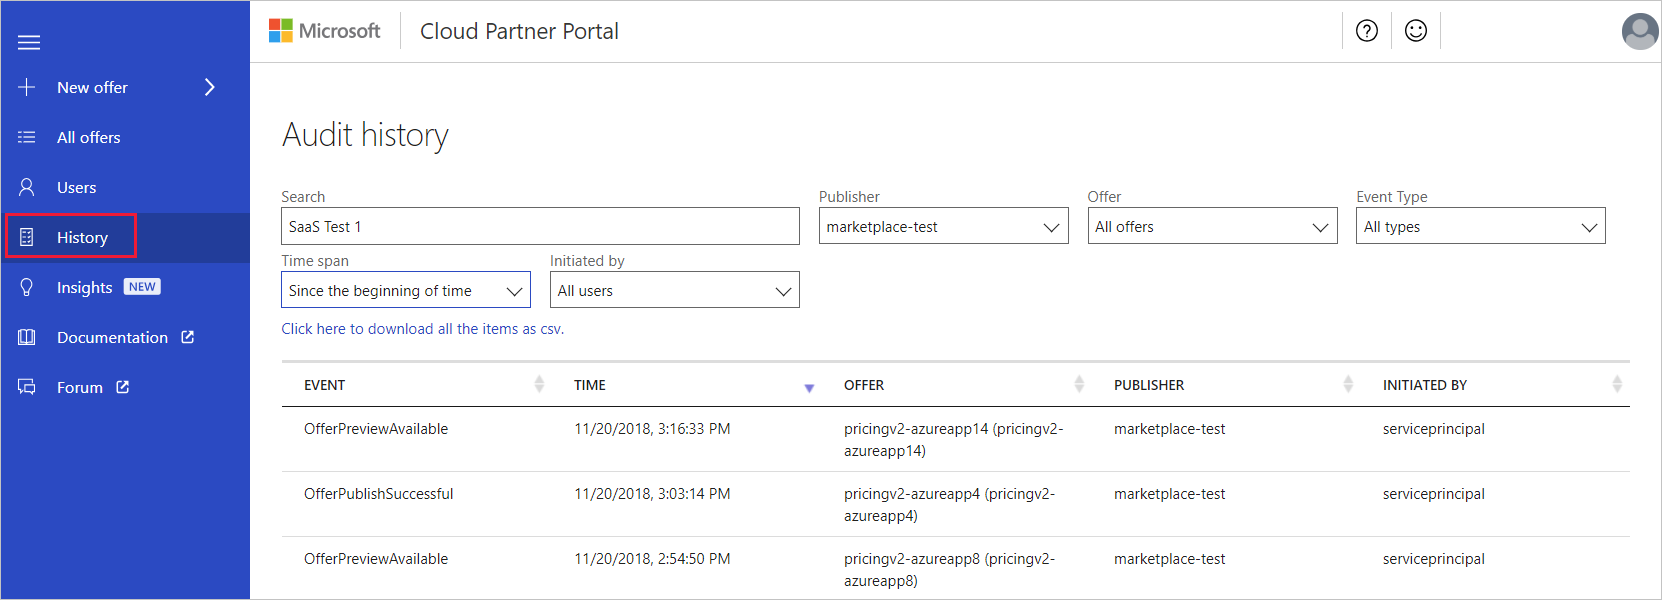 Microsoft Cloud Partner Portal
New offer
All offers
Users
History
Insights NEW
Documentation
Forum
Audit history
Search Publisher Offer Event Type
SaaS Test 1 marketplace-test All offers All types
Time span Initiated by
Since the beginning of time All users
Click here to download all the items as csv.
EVENT TIME OFFER PUBLISHER INITIATED BY
OfferPreviewAvailable 11/20/2018, 3:16:33 PM pricingv2-azureapp14 (pricingv2- marketplace-test serviceprincipal
azureapp14)
OfferPublishSuccessful 11/20/2018, 3:03:14 PM pricingv2-azureapp4 (pricingv2- marketplace-test serviceprincipal
azureapp4)
OfferPreviewAvailable 11/20/2018, 2:54:50 PM pricingv2-azureapp8 (pricingv2- marketplace-test serviceprincipal
azureapp8)